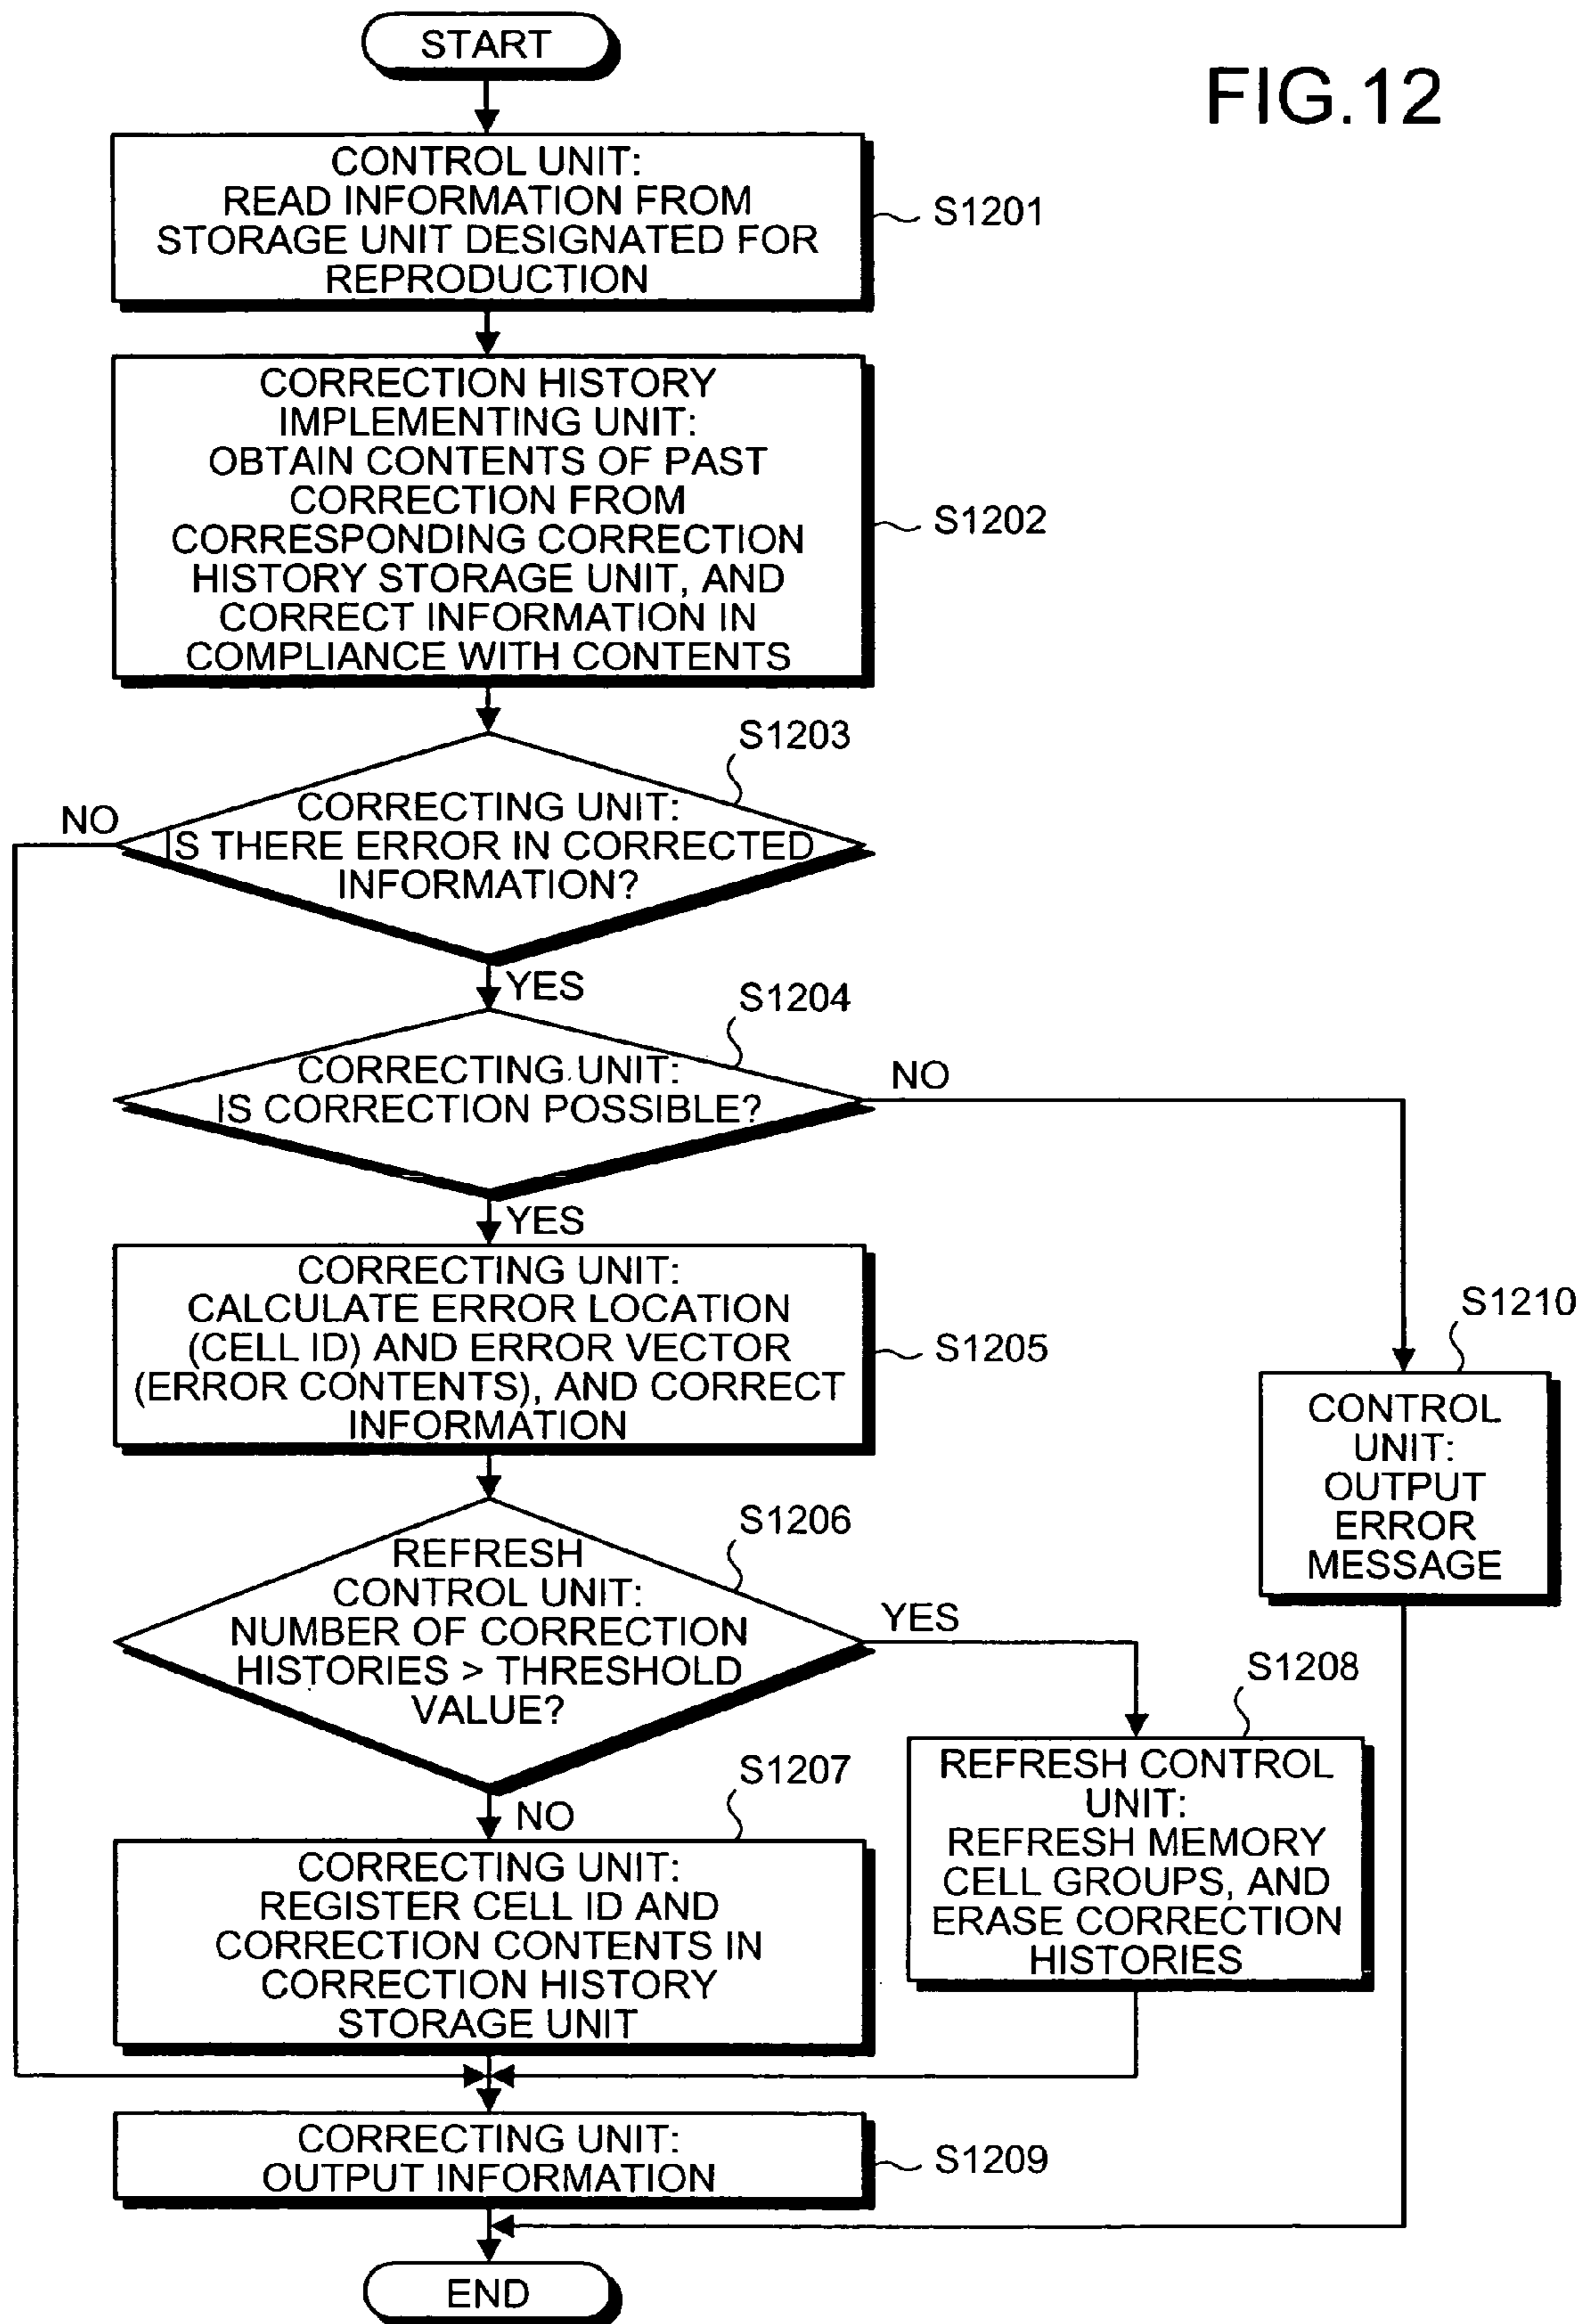 START
FIG.12
CONTROL UNIT:
READ INFORMATION FROM
STORAGE UNIT DESIGNATED FOR
REPRODUCTION
S1201
CORRECTION HISTORY
IMPLEMENTING UNIT:
OBTAIN CONTENTS OF PAST
CORRECTION FROM
CORRESPONDING CORRECTION
HISTORY STORAGE UNIT, AND
CORRECT INFORMATION IN
COMPLIANCE WITH CONTENTS
S1202
S1203
NO
CORRECTING UNIT:
IS THERE ERROR IN CORRECTED
INFORMATION?
YES
S1204
CORRECTING UNIT:
IS CORRECTION POSSIBLE?
NO
YES
CORRECTING UNIT:
CALCULATE ERROR LOCATION
(CELL ID) AND ERROR VECTOR
(ERROR CONTENTS), AND CORRECT
INFORMATION
S1205
S1210
CONTROL
UNIT:
OUTPUT
ERROR
MESSAGE
S1206
REFRESH
CONTROL UNIT:
NUMBER OF CORRECTION
HISTORIES > THRESHOLD
VALUE?
YES
S1208
REFRESH CONTROL
UNIT:
REFRESH MEMORY
CELL GROUPS, AND
ERASE CORRECTION
HISTORIES
S1207
NO
CORRECTING UNIT:
REGISTER CELL ID AND
CORRECTION CONTENTS IN
CORRECTION HISTORY
STORAGE UNIT
CORRECTING UNIT:
OUTPUT INFORMATION
S1209
END